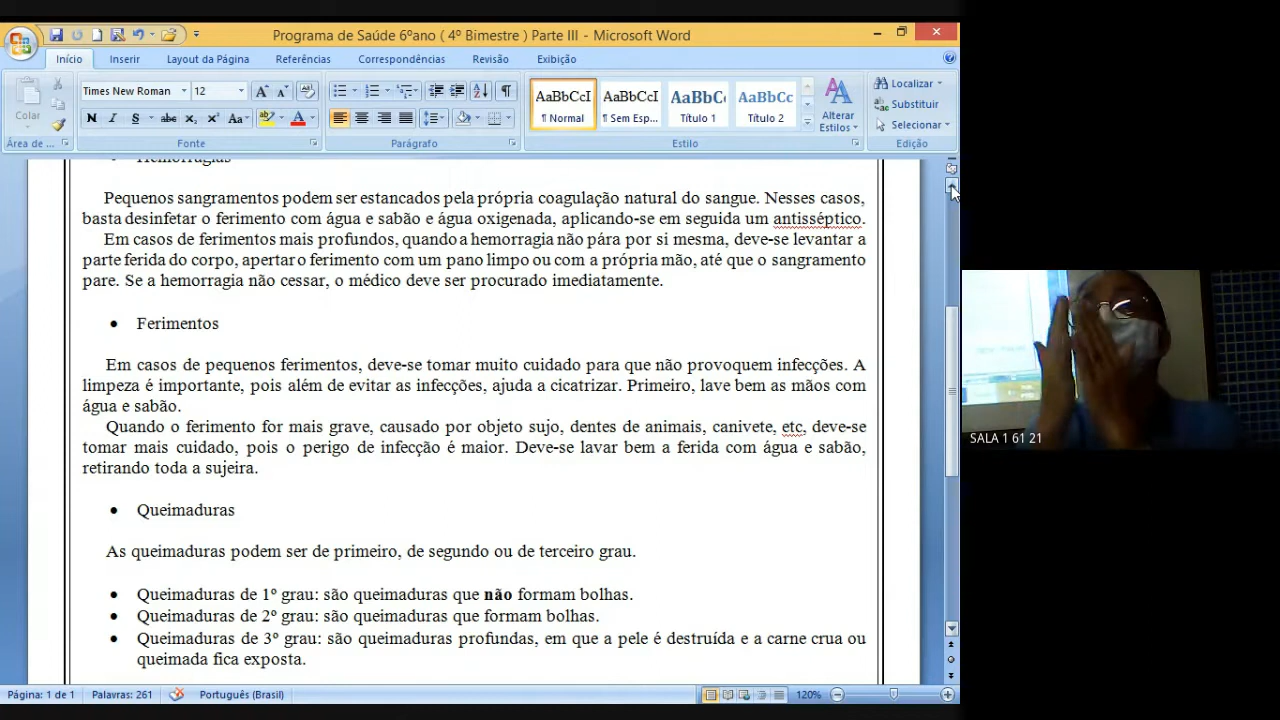 Programa de Saúde 6ºano ( 4º Bimestre ) Parte III - Microsoft Word
Início Inserir Layout da Página Referências Correspondências Revisão Exibição
Colar
Times New Roman 12
AaBbCcI AaBbCcI AaBbC AaBbCc
¶ Normal ¶ Sem Esp... Título 1 Título 2
Alterar Estilos
Localizar
Substituir
Selecionar
Área de ... Fonte Parágrafo Estilo Edição
• Hemorragias
Pequenos sangramentos podem ser estancados pela própria coagulação natural do sangue. Nesses casos,
basta desinfetar o ferimento com água e sabão e água oxigenada, aplicando-se em seguida um antisséptico.
Em casos de ferimentos mais profundos, quando a hemorragia não pára por si mesma, deve-se levantar a
parte ferida do corpo, apertar o ferimento com um pano limpo ou com a própria mão, até que o sangramento
pare. Se a hemorragia não cessar, o médico deve ser procurado imediatamente.
• Ferimentos
Em casos de pequenos ferimentos, deve-se tomar muito cuidado para que não provoquem infecções. A
limpeza é importante, pois além de evitar as infecções, ajuda a cicatrizar. Primeiro, lave bem as mãos com
água e sabão.
Quando o ferimento for mais grave, causado por objeto sujo, dentes de animais, canivete, etc, deve-se
tomar mais cuidado, pois o perigo de infecção é maior. Deve-se lavar bem a ferida com água e sabão,
retirando toda a sujeira.
• Queimaduras
As queimaduras podem ser de primeiro, de segundo ou de terceiro grau.
• Queimaduras de 1º grau: são queimaduras que não formam bolhas.
• Queimaduras de 2º grau: são queimaduras que formam bolhas.
• Queimaduras de 3º grau: são queimaduras profundas, em que a pele é destruída e a carne crua ou
queimada fica exposta.
SALA 1 61 21
Página: 1 de 1 Palavras: 261 Português (Brasil) 120%